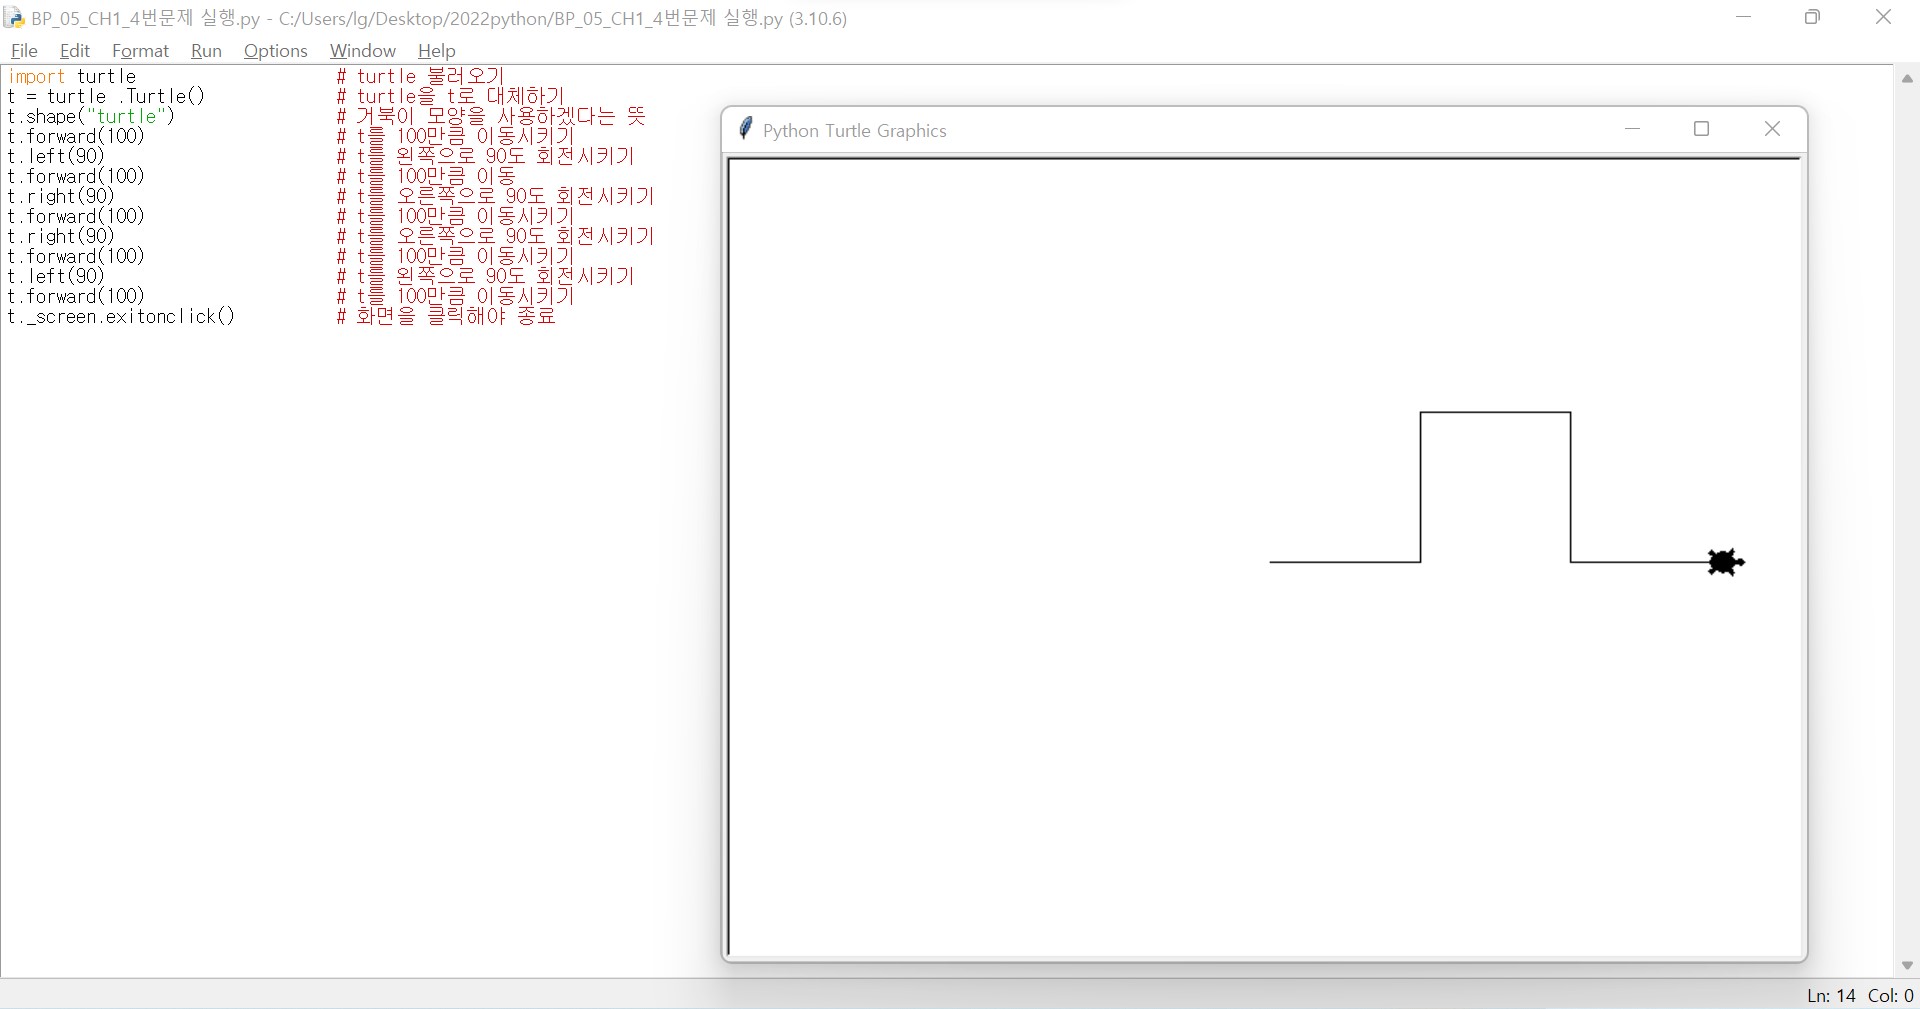 BP_05_CH1_4번문제 실행.py - C:/Users/lg/Desktop/2022python/BP_05_CH1_4번문제 실행.py (3.10.6)
File Edit Format Run Options Window Help
import turtle # turtle 불러오기
t = turtle .Turtle() # turtle을 t로 대체하기
t.shape("turtle") # 거북이 모양을 사용하겠다는 뜻
t.forward(100) # t를 100만큼 이동시키기
t.left(90) # t를 왼쪽으로 90도 회전시키기
t.forward(100) # t를 100만큼 이동
t.right(90) # t를 오른쪽으로 90도 회전시키기
t.forward(100) # t를 100만큼 이동시키기
t.right(90) # t를 오른쪽으로 90도 회전시키기
t.forward(100) # t를 100만큼 이동시키기
t.left(90) # t를 왼쪽으로 90도 회전시키기
t.forward(100) # t를 100만큼 이동시키기
t._screen.exitonclick() # 화면을 클릭해야 종료
Python Turtle Graphics
Ln: 14 Col: 0